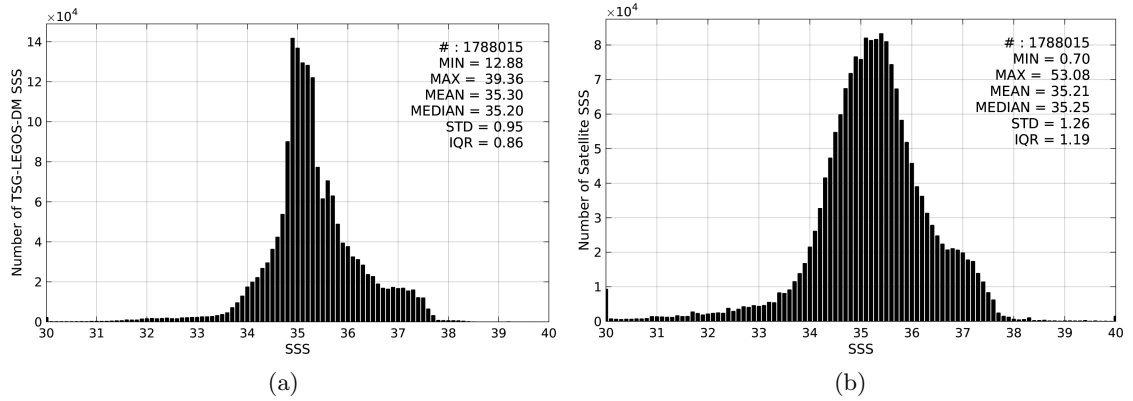 ×10⁴
Number of TSG-LEGOS-DM SSS
14
12
10
8
6
4
2
0
# : 1788015
MIN = 12.88
MAX = 39.36
MEAN = 35.30
MEDIAN = 35.20
STD = 0.95
IQR = 0.86
30 31 32 33 34 35 36 37 38 39 40
SSS
(a)
×10⁴
Number of Satellite SSS
8
7
6
5
4
3
2
1
0
# : 1788015
MIN = 0.70
MAX = 53.08
MEAN = 35.21
MEDIAN = 35.25
STD = 1.26
IQR = 1.19
30 31 32 33 34 35 36 37 38 39 40
SSS
(b)